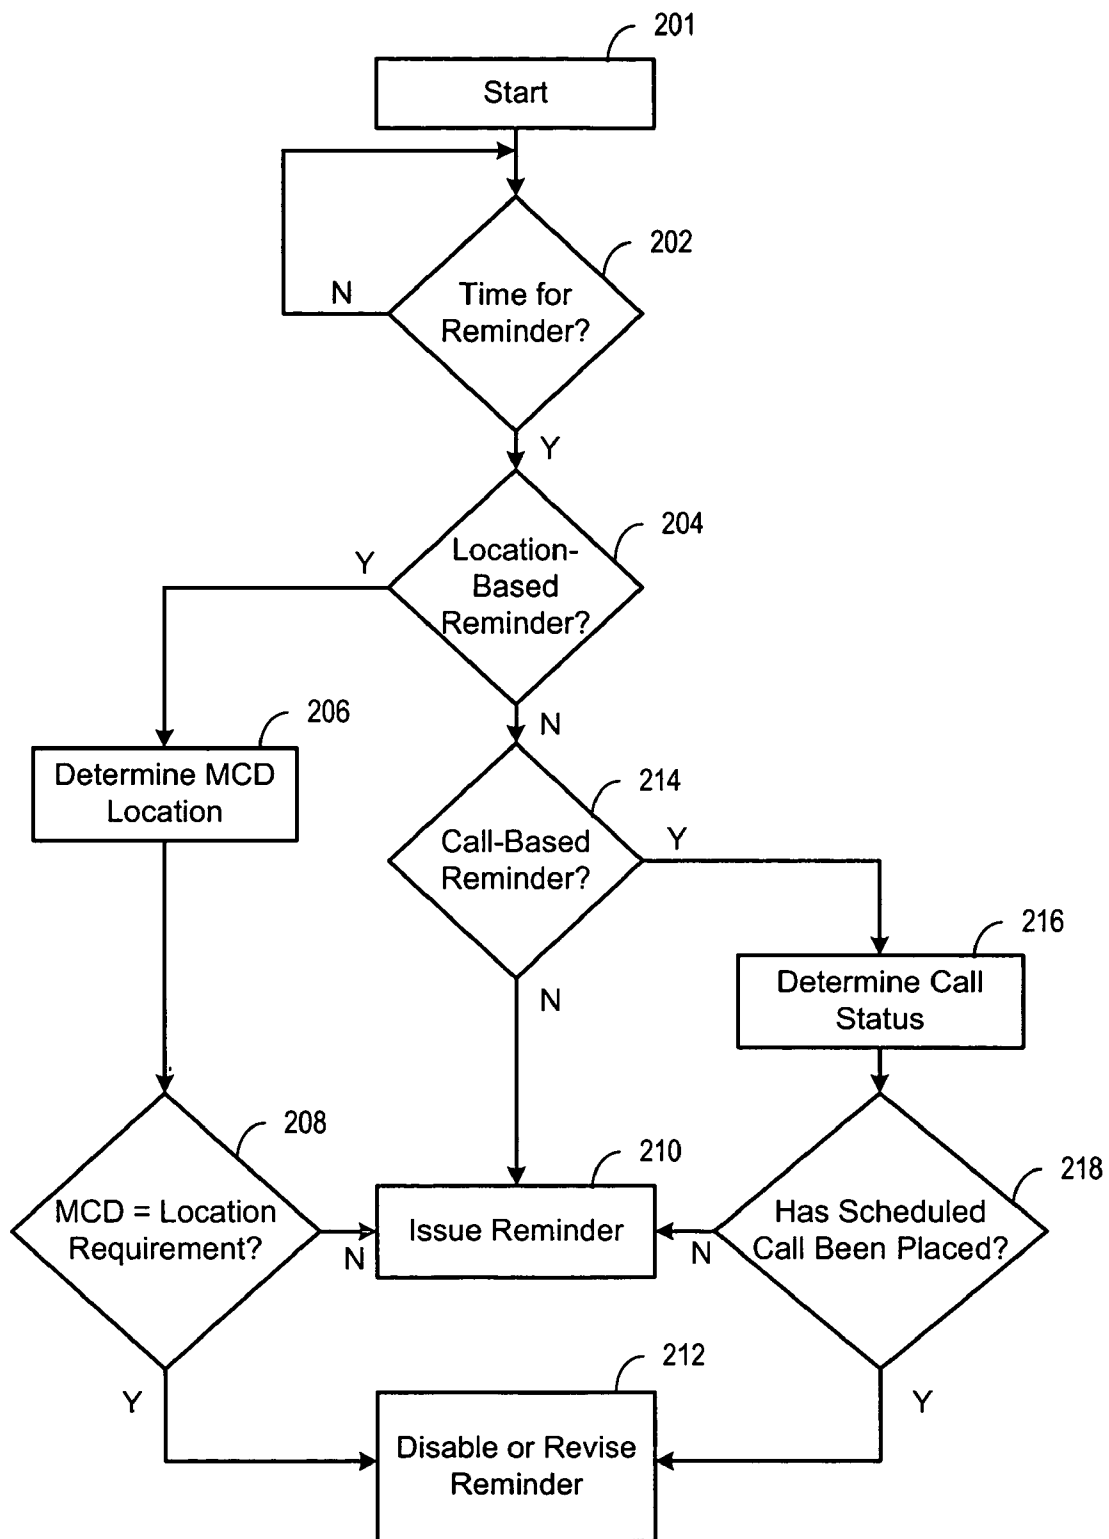 201
Start
202
Time for
Reminder?
N
Y
204
Location-
Based
Reminder?
Y
N
206
Determine MCD
Location
214
Call-Based
Reminder?
Y
N
216
Determine Call
Status
208
MCD = Location
Requirement?
N
Y
210
Issue Reminder
218
Has Scheduled
Call Been Placed?
N
Y
212
Disable or Revise
Reminder